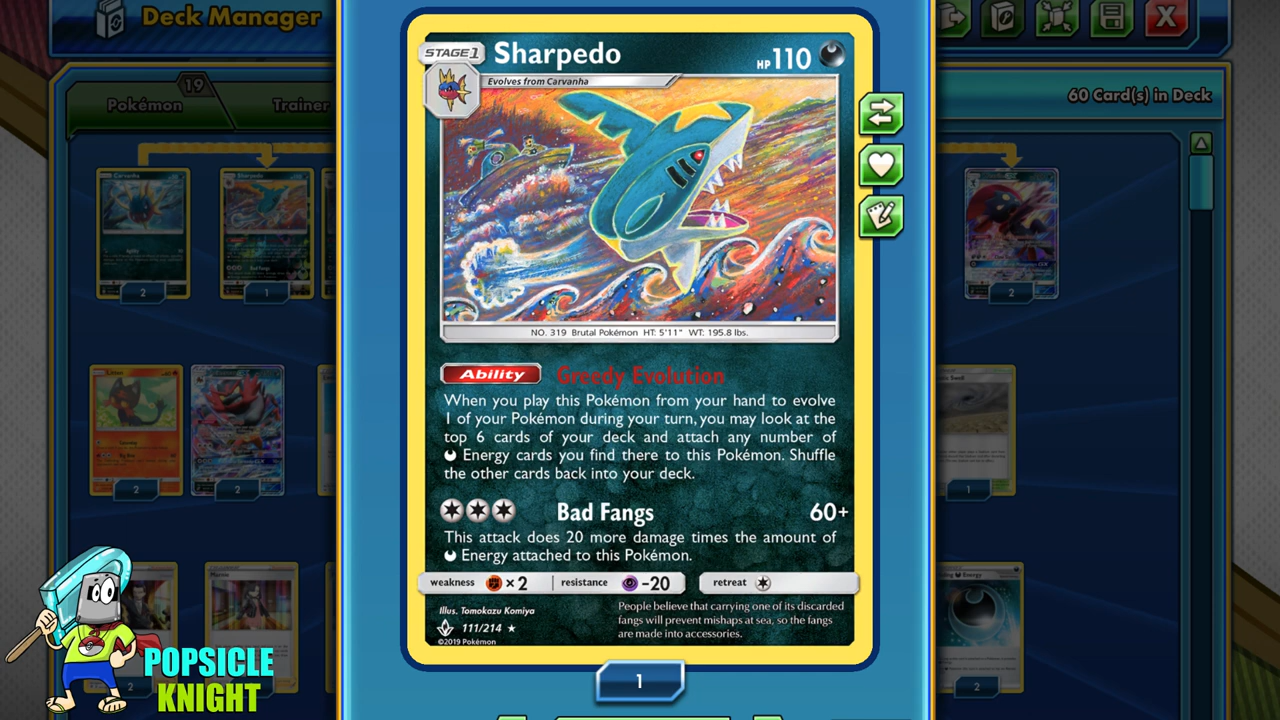 Deck Manager
Pokémon
19
Trainer
60 Card(s) in Deck
X
STAGE 1
Sharpedo
HP 110
Evolves from Carvanha
NO. 319 Brutal Pokémon HT: 5'11" WT: 195.8 lbs.
Ability
Greedy Evolution
When you play this Pokémon from your hand to evolve
1 of your Pokémon during your turn, you may look at the
top 6 cards of your deck and attach any number of
Energy cards you find there to this Pokémon. Shuffle
the other cards back into your deck.
Bad Fangs
60+
This attack does 20 more damage times the amount of
Energy attached to this Pokémon.
weakness
×2
resistance
-20
retreat
Illus. Tomokazu Komiya
111/214 ★
©2019 Pokémon
People believe that carrying one of its discarded
fangs will prevent mishaps at sea, so the fangs
are made into accessories.
1
Carvanha
2
Sharpedo
1
2
Litten
2
2
1
2
2
POPSICLE
KNIGHT